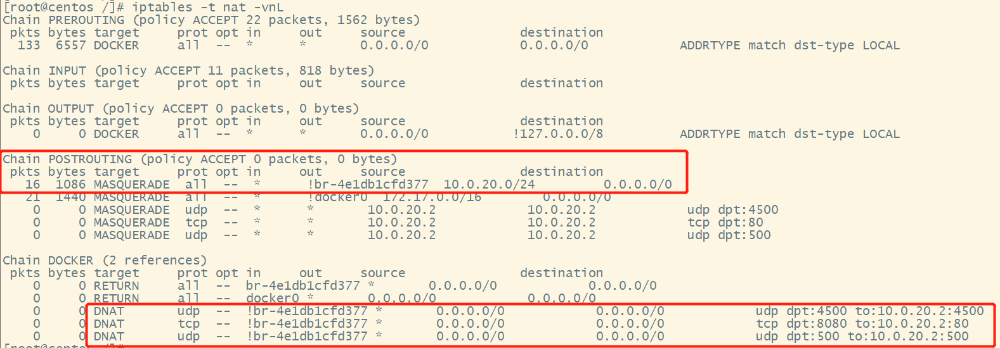 [root@centos /]# iptables -t nat -vnL
Chain PREROUTING (policy ACCEPT 22 packets, 1562 bytes)
 pkts bytes target     prot opt in     out     source               destination
  133  6557 DOCKER     all  --  *      *       0.0.0.0/0            0.0.0.0/0            ADDRTYPE match dst-type LOCAL

Chain INPUT (policy ACCEPT 11 packets, 818 bytes)
 pkts bytes target     prot opt in     out     source               destination

Chain OUTPUT (policy ACCEPT 0 packets, 0 bytes)
 pkts bytes target     prot opt in     out     source               destination
    0     0 DOCKER     all  --  *      *       0.0.0.0/0           !127.0.0.0/8          ADDRTYPE match dst-type LOCAL

Chain POSTROUTING (policy ACCEPT 0 packets, 0 bytes)
 pkts bytes target     prot opt in     out     source               destination
   16  1086 MASQUERADE  all  --  *      !br-4e1db1cfd377  10.0.20.0/24         0.0.0.0/0
   21  1440 MASQUERADE  all  --  *      !docker0  172.17.0.0/16        0.0.0.0/0
    0     0 MASQUERADE  udp  --  *      *       10.0.20.2            10.0.20.2            udp dpt:4500
    0     0 MASQUERADE  tcp  --  *      *       10.0.20.2            10.0.20.2            tcp dpt:80
    0     0 MASQUERADE  udp  --  *      *       10.0.20.2            10.0.20.2            udp dpt:500

Chain DOCKER (2 references)
 pkts bytes target     prot opt in     out     source               destination
    0     0 RETURN     all  --  br-4e1db1cfd377 *       0.0.0.0/0            0.0.0.0/0
    0     0 RETURN     all  --  docker0 *       0.0.0.0/0            0.0.0.0/0
    0     0 DNAT       udp  --  !br-4e1db1cfd377 *       0.0.0.0/0            0.0.0.0/0            udp dpt:4500 to:10.0.20.2:4500
    0     0 DNAT       tcp  --  !br-4e1db1cfd377 *       0.0.0.0/0            0.0.0.0/0            tcp dpt:8080 to:10.0.20.2:80
    0     0 DNAT       udp  --  !br-4e1db1cfd377 *       0.0.0.0/0            0.0.0.0/0            udp dpt:500 to:10.0.20.2:500
[root@centos /]#